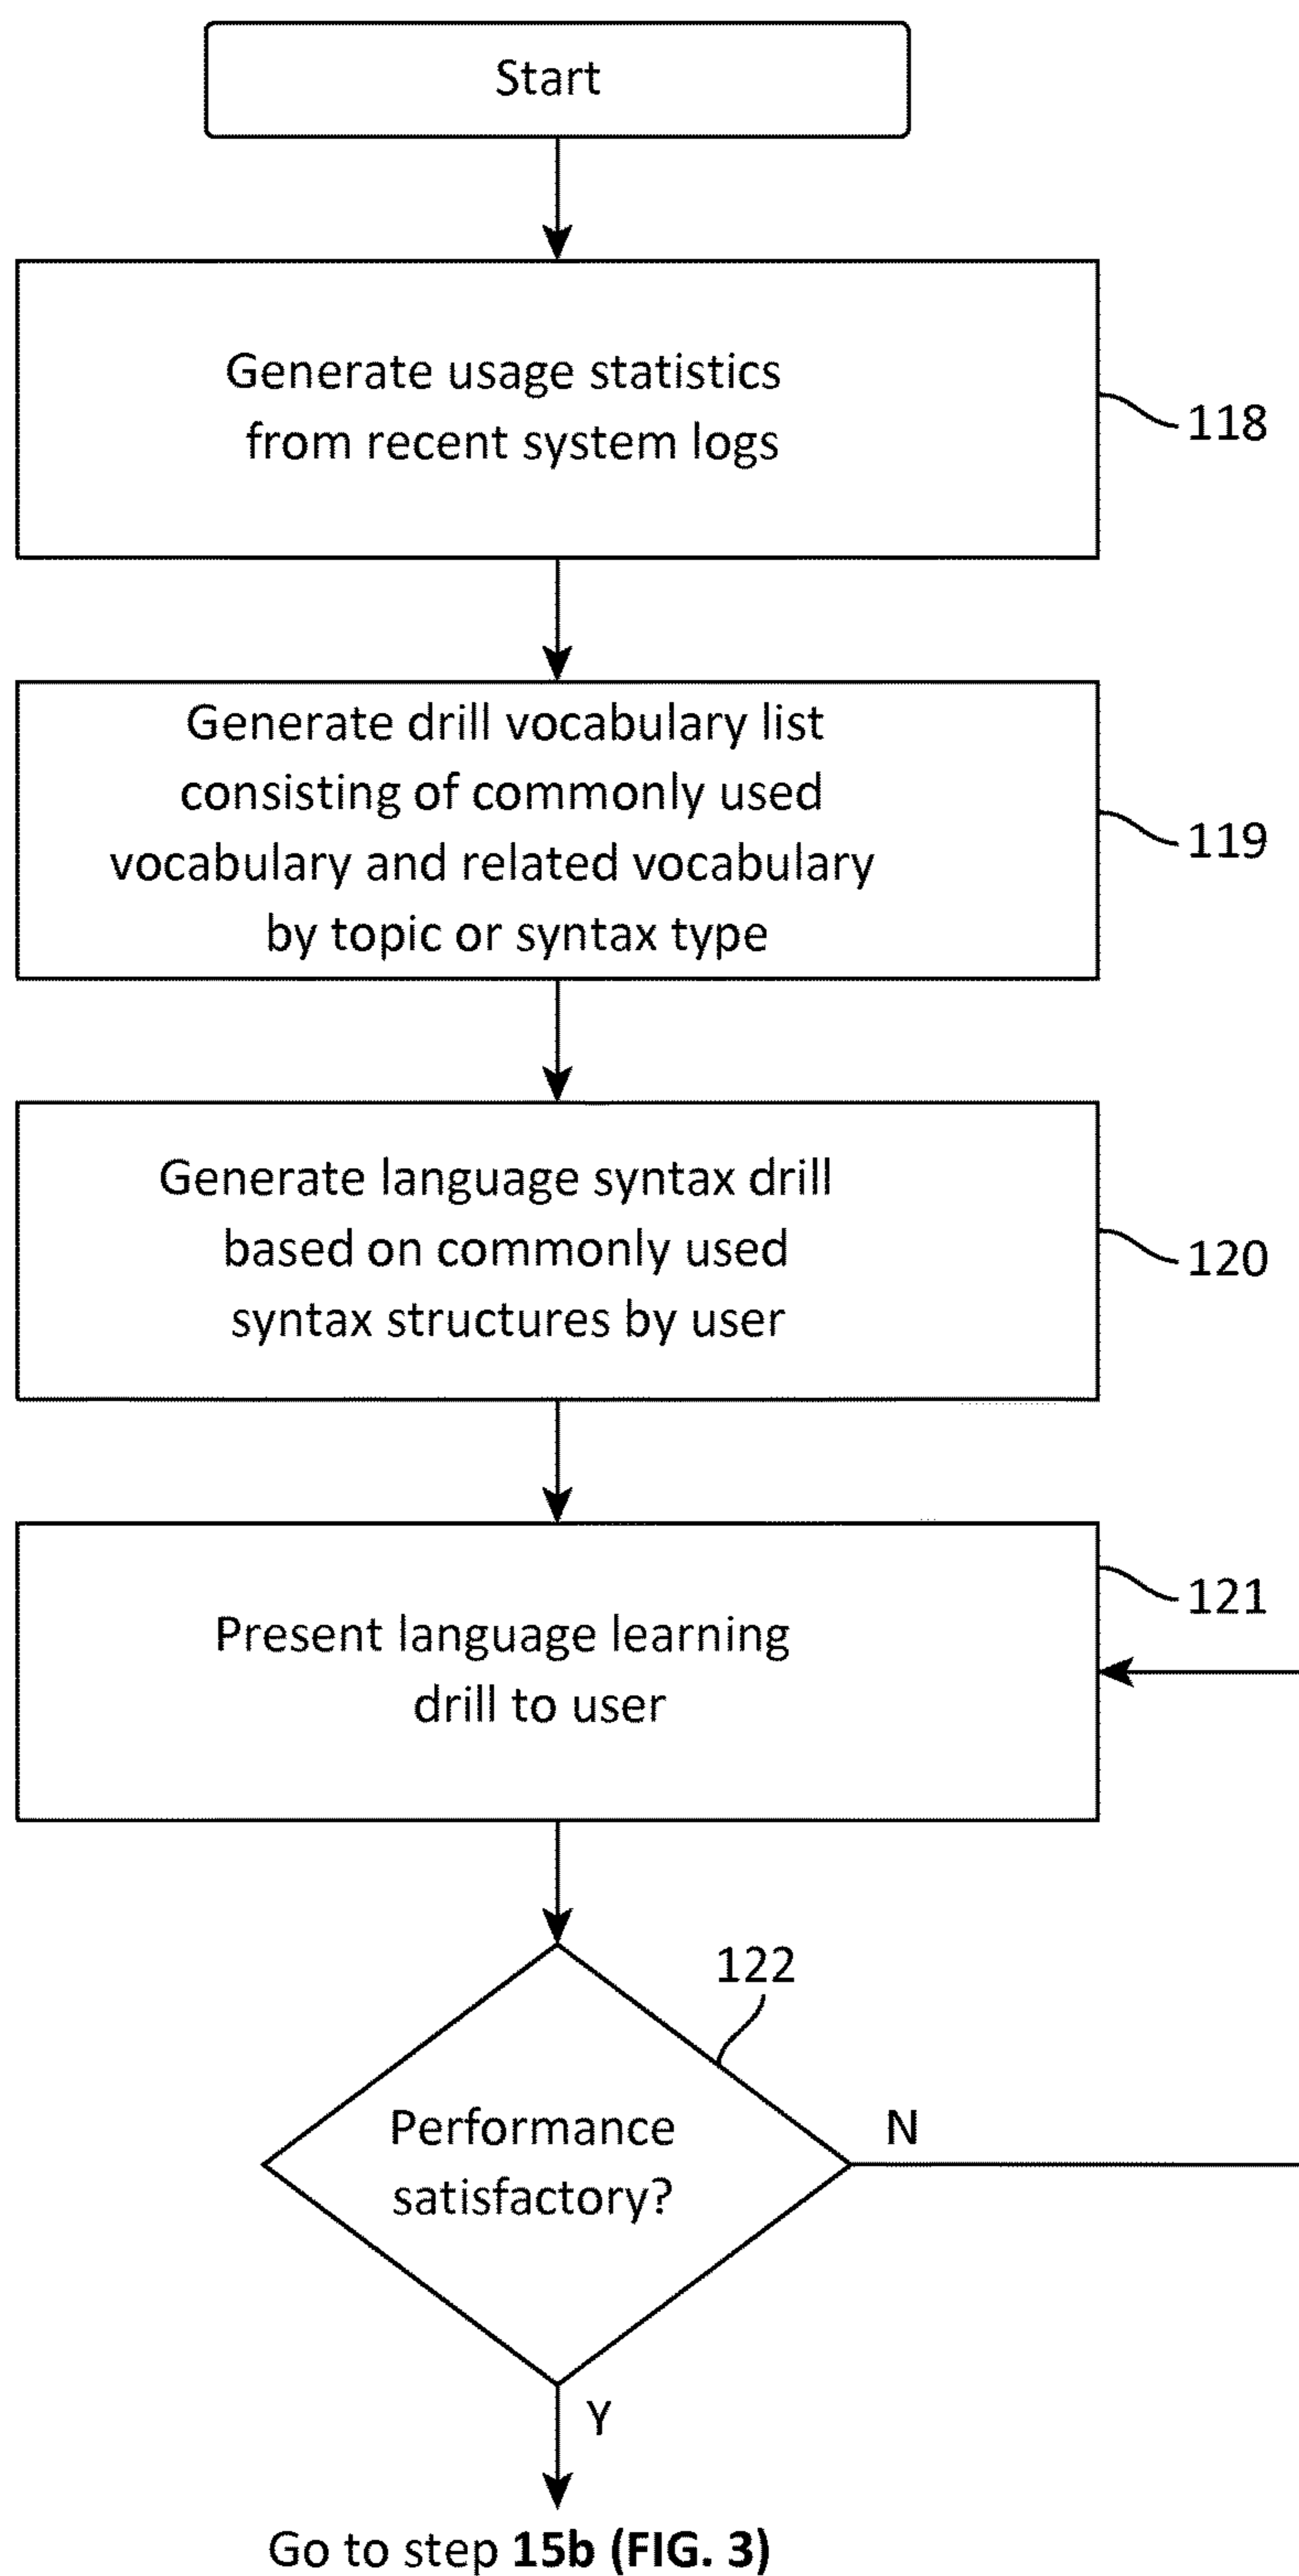 Start
Generate usage statistics
from recent system logs
118
Generate drill vocabulary list
consisting of commonly used
vocabulary and related vocabulary
by topic or syntax type
119
Generate language syntax drill
based on commonly used
syntax structures by user
120
Present language learning
drill to user
121
122
Performance
satisfactory?
N
Y
Go to step 15b (FIG. 3)